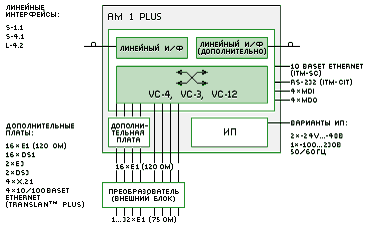 ЛИНЕЙНЫЕ
ИНТЕРФЕЙСЫ:
S-1.1
S-4.1
L-4.2
AM 1 PLUS
ЛИНЕЙНЫЙ И/Ф
ЛИНЕЙНЫЙ И/Ф
(ДОПОЛНИТЕЛЬНО)
VC-4, VC-3, VC-12
10 BASET ETHERNET
(ITM-SC)
RS-232 (ITM-CIT)
4×MDI
4×MDO
ДОПОЛНИ-
ТЕЛЬНАЯ
ПЛАТА
ИП
ВАРИАНТЫ ИП:
2×-24V...-48В
1×-100...230В
50/60ГЦ
ДОПОЛНИТЕЛЬНЫЕ
ПЛАТЫ:
16×E1 (120 ОМ)
16×DS1
2×E3
2×DS3
4×X.21
4×10/100BASET
ETHERNET
(TRANSLAN™ PLUS)
16×E1 (120 ОМ)
ПРЕОБРАЗОВАТЕЛЬ
(ВНЕШНИЙ БЛОК)
1...32×E1 (75 ОМ)